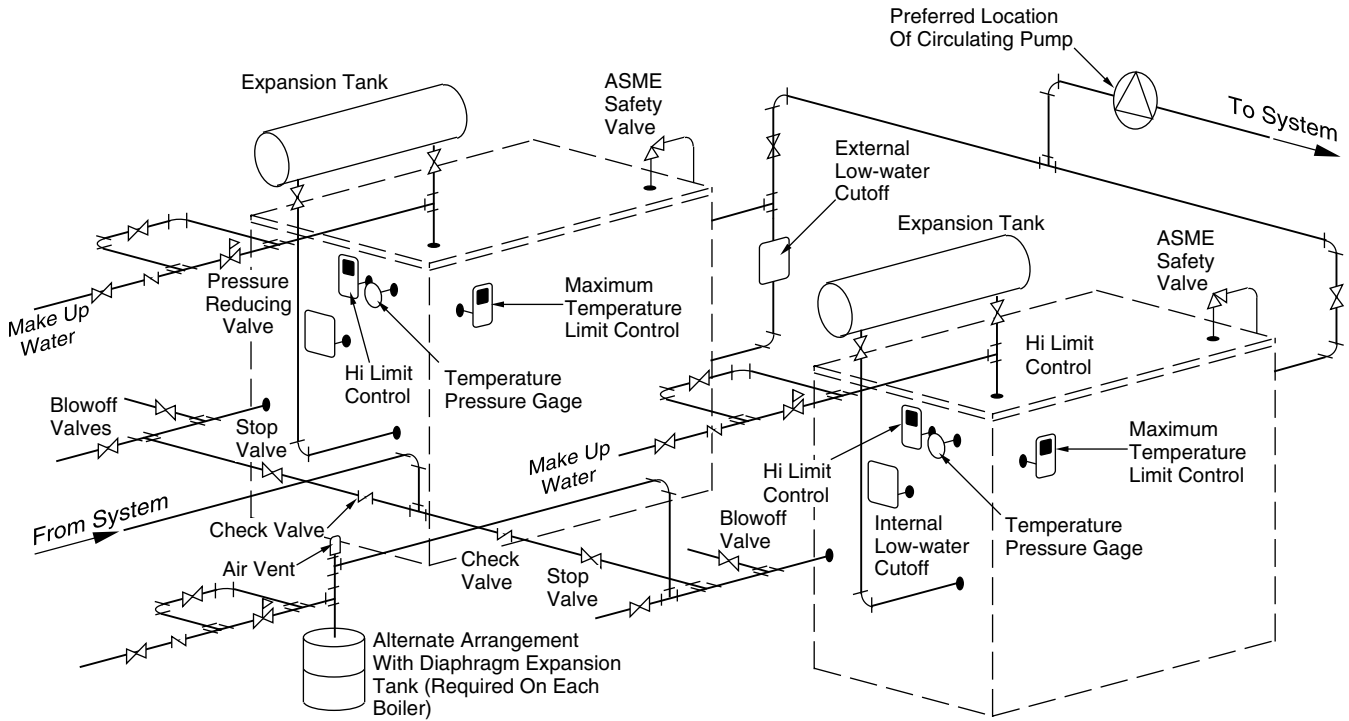 Preferred Location
Of Circulating Pump
Expansion Tank
ASME
Safety
Valve
To System
External
Low-water
Cutoff
Expansion Tank
ASME
Safety
Valve
Pressure
Reducing
Valve
Make Up
Water
Maximum
Temperature
Limit Control
Hi Limit
Control
Temperature
Pressure Gage
Hi Limit
Control
Blowoff
Valves
Stop
Valve
Make Up
Water
Hi Limit
Control
Maximum
Temperature
Limit Control
From System
Check Valve
Air Vent
Check
Valve
Stop
Valve
Blowoff
Valve
Internal
Low-water
Cutoff
Temperature
Pressure Gage
Alternate Arrangement
With Diaphragm Expansion
Tank (Required On Each
Boiler)